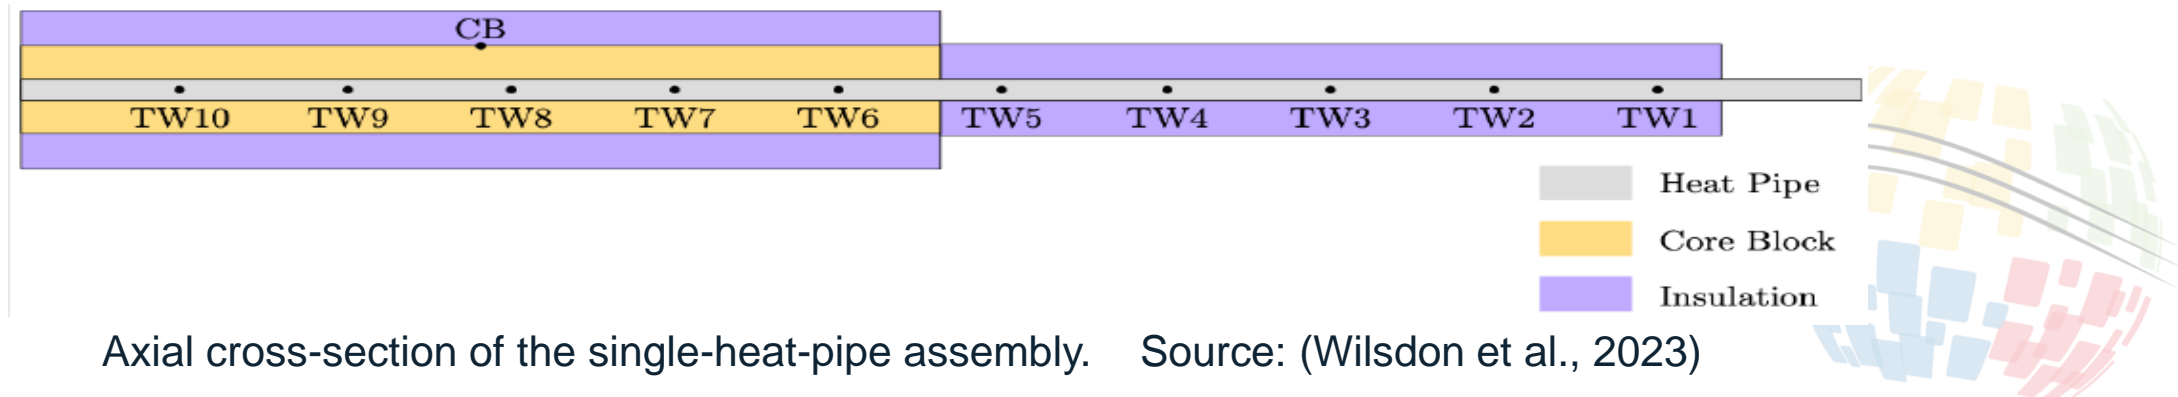 CB
TW10 TW9 TW8 TW7 TW6 TW5 TW4 TW3 TW2 TW1
Heat Pipe
Core Block
Insulation
Axial cross-section of the single-heat-pipe assembly. Source: (Wilsdon et al., 2023)